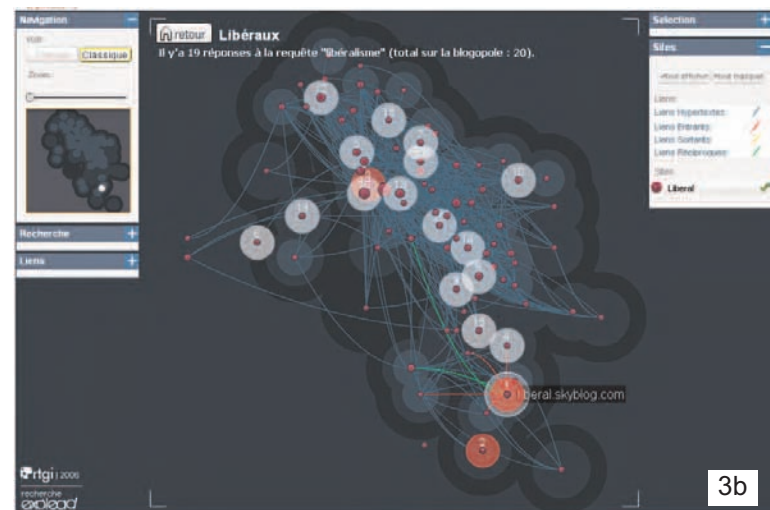 Navigation
Classique
Zoom
Recherche
Liens
retour Libéraux
Il y'a 19 réponses à la requête "libéralisme" (total sur la blogopole : 20).
Selection
Sites
Liens
Liens Hypertextes:
Liens Entrants:
Liens Sortants:
Liens Réciproques:
Sites
Liberal
liberal.skyblog.com
rtgi | 2006
recherche
exalead
3b